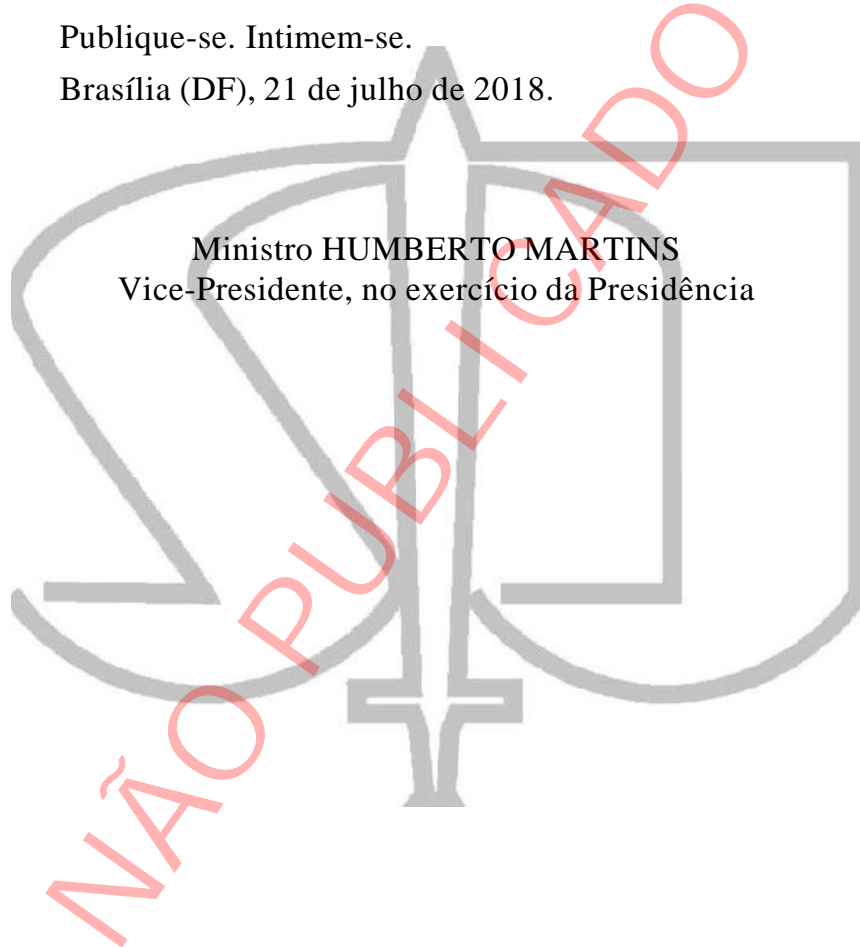 Publique-se. Intimem-se.
Brasília (DF), 21 de julho de 2018.
Ministro HUMBERTO MARTINS
Vice-Presidente, no exercício da Presidência
NÃO PUBLICADO